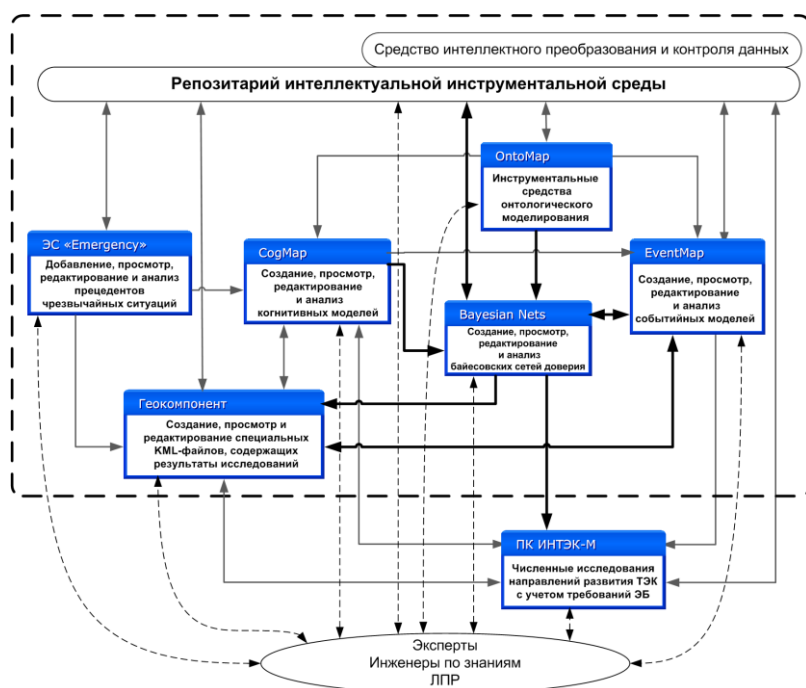 Средство интеллектного преобразования и контроля данных
Репозитарий интеллектуальной инструментальной среды
OntoMap
Инструментальные
средства
онтологического
моделирования
ЭС «Emergency»
Добавление, просмотр,
редактирование и анализ
прецедентов
чрезвычайных ситуаций
CogMap
Создание, просмотр,
редактирование
и анализ
когнитивных моделей
EventMap
Создание, просмотр,
редактирование
и анализ
событийных моделей
Bayesian Nets
Создание, просмотр,
редактирование
и анализ
байесовских сетей доверия
Геокомпонент
Создание, просмотр и
редактирование специальных
KML-файлов, содержащих
результаты исследований
ПК ИНТЭК-М
Численные исследования
направлений развития ТЭК
с учетом требований ЭБ
Эксперты
Инженеры по знаниям
ЛПР